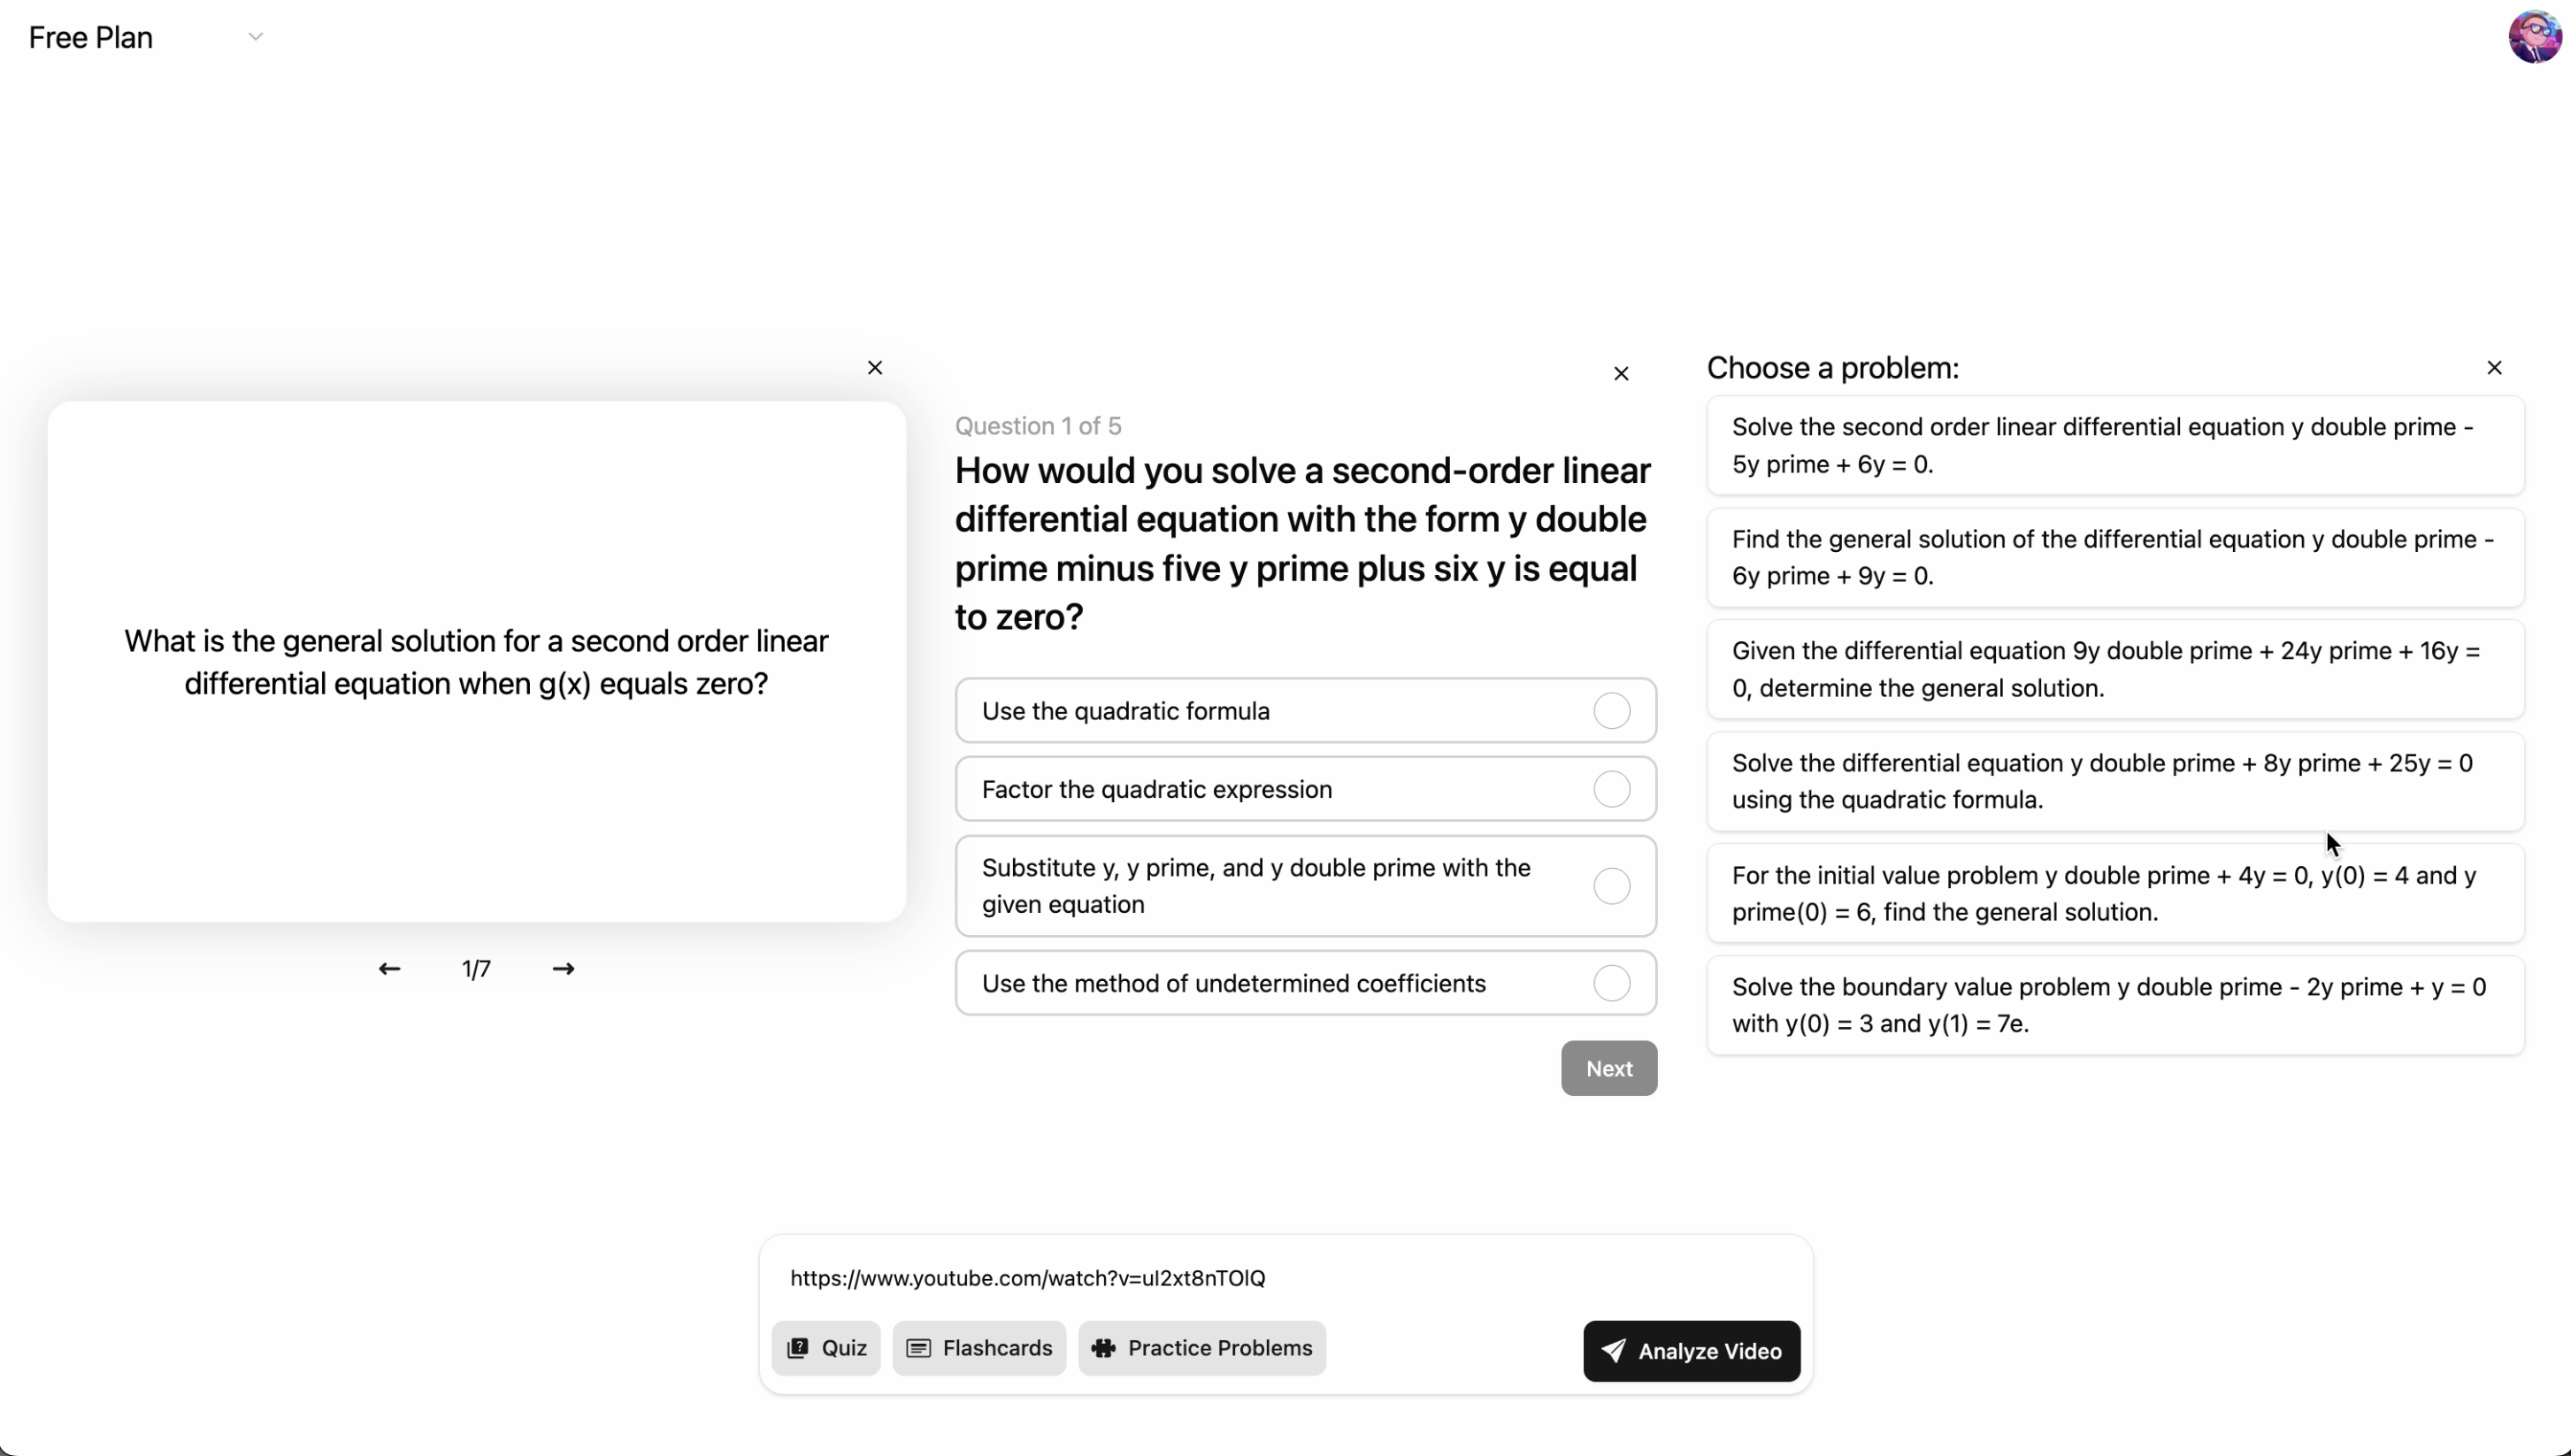 Free Plan
What is the general solution for a second order linear
differential equation when g(x) equals zero?
1/7
Question 1 of 5
How would you solve a second-order linear
differential equation with the form y double
prime minus five y prime plus six y is equal
to zero?
Use the quadratic formula
Factor the quadratic expression
Substitute y, y prime, and y double prime with the
given equation
Use the method of undetermined coefficients
Next
Choose a problem:
Solve the second order linear differential equation y double prime -
5y prime + 6y = 0.
Find the general solution of the differential equation y double prime -
6y prime + 9y = 0.
Given the differential equation 9y double prime + 24y prime + 16y =
0, determine the general solution.
Solve the differential equation y double prime + 8y prime + 25y = 0
using the quadratic formula.
For the initial value problem y double prime + 4y = 0, y(0) = 4 and y
prime(0) = 6, find the general solution.
Solve the boundary value problem y double prime - 2y prime + y = 0
with y(0) = 3 and y(1) = 7e.
https://www.youtube.com/watch?v=uI2xt8nTOlQ
Quiz
Flashcards
Practice Problems
Analyze Video